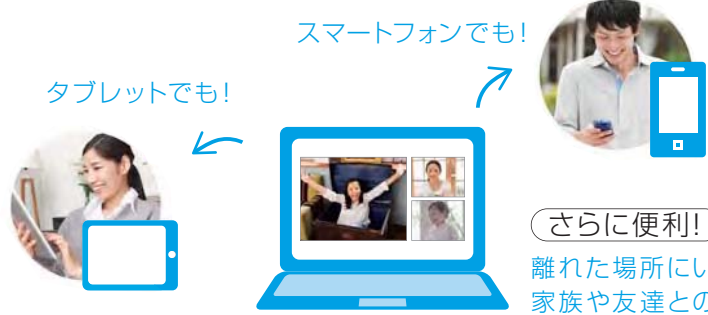 スマートフォンでも!
タブレットでも!
さらに便利!
離れた場所にい
家族や友達との